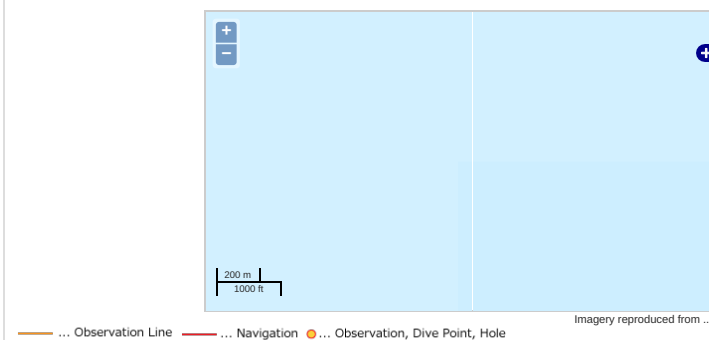 +
−
200 m
1000 ft
Imagery reproduced from ..
... Observation Line ... Navigation ... Observation, Dive Point, Hole